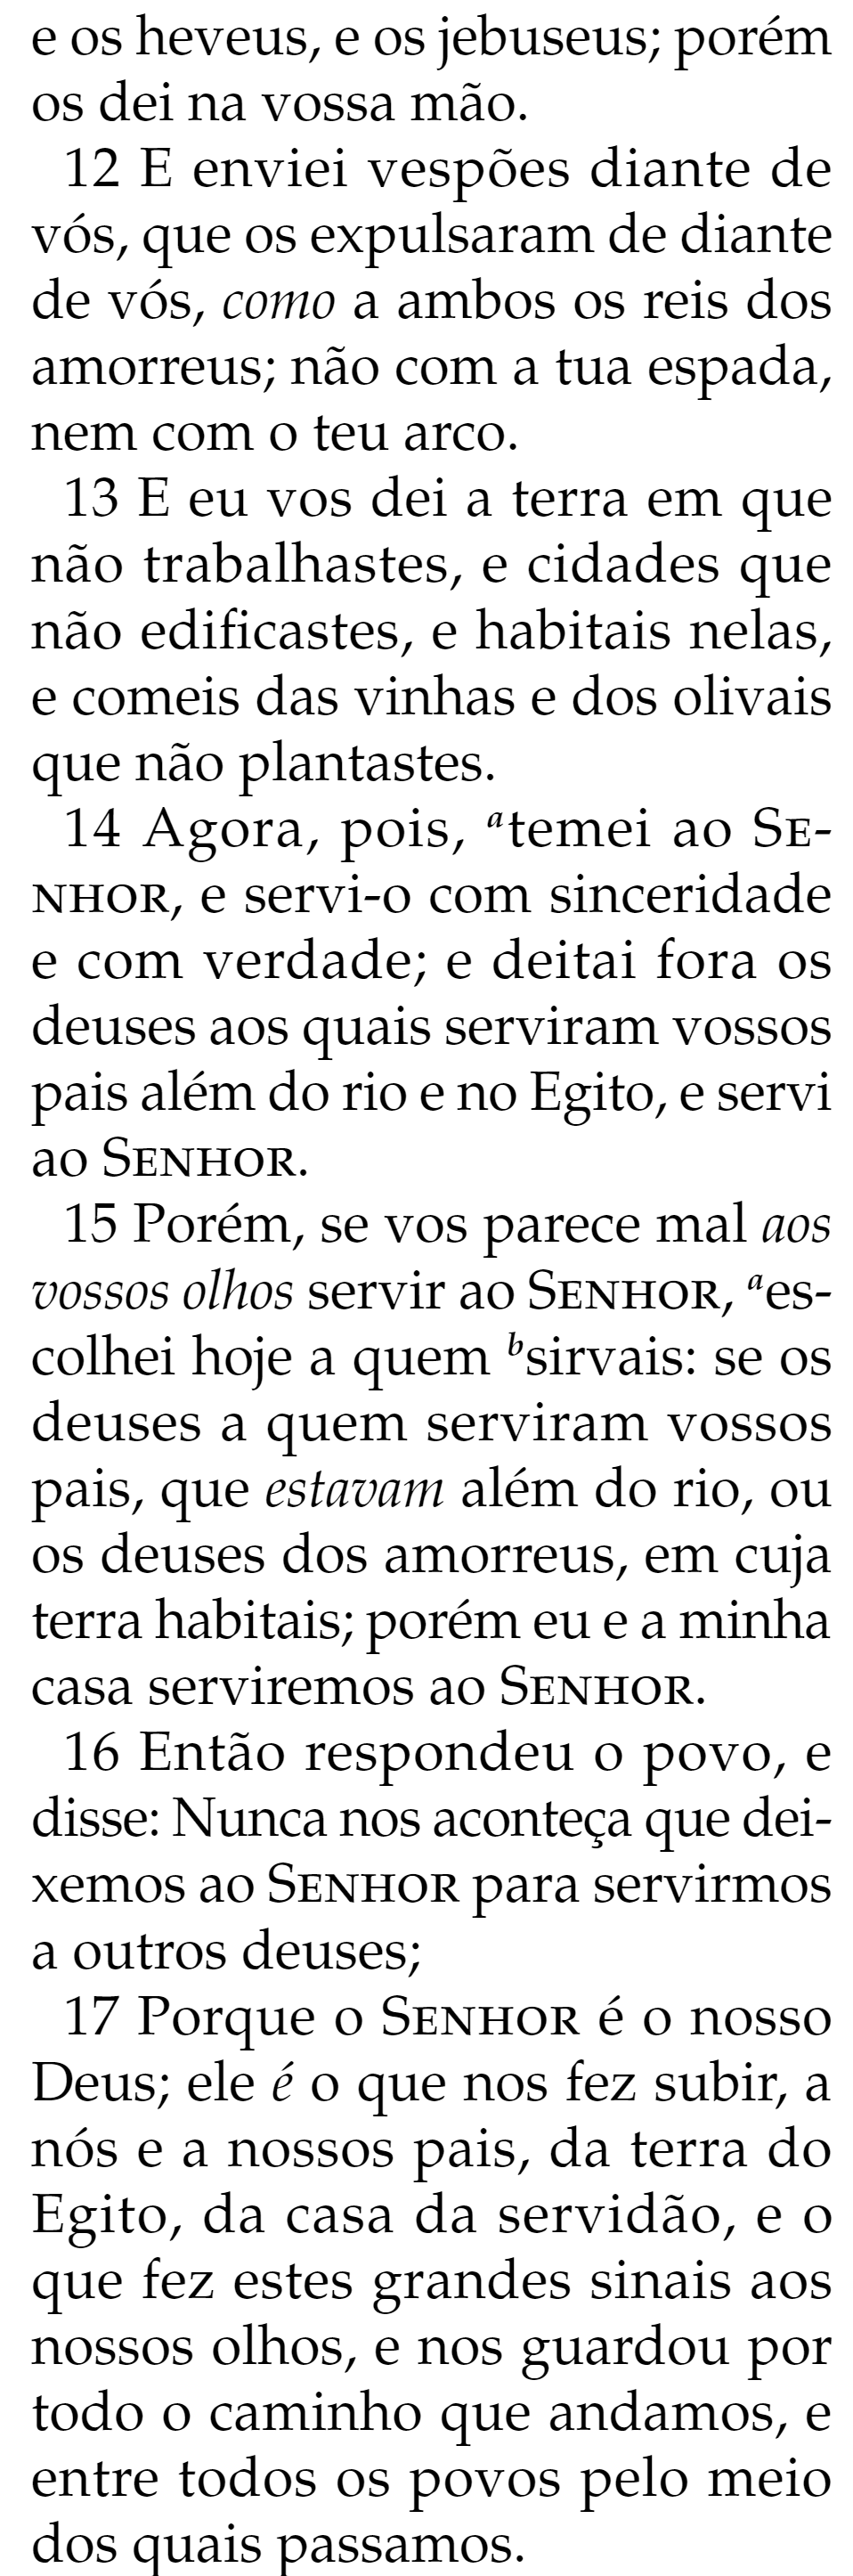 e os heveus, e os jebuseus; porém
os dei na vossa mão.
12 E enviei vespões diante de
vós, que os expulsaram de diante
de vós, como a ambos os reis dos
amorreus; não com a tua espada,
nem com o teu arco.
13 E eu vos dei a terra em que
não trabalhastes, e cidades que
não edificastes, e habitais nelas,
e comeis das vinhas e dos olivais
que não plantastes.
14 Agora, pois, ᵃtemei ao SE-
NHOR, e servi-o com sinceridade
e com verdade; e deitai fora os
deuses aos quais serviram vossos
pais além do rio e no Egito, e servi
ao SENHOR.
15 Porém, se vos parece mal aos
vossos olhos servir ao SENHOR, ᵃes-
colhei hoje a quem ᵇsirvais: se os
deuses a quem serviram vossos
pais, que estavam além do rio, ou
os deuses dos amorreus, em cuja
terra habitais; porém eu e a minha
casa serviremos ao SENHOR.
16 Então respondeu o povo, e
disse: Nunca nos aconteça que dei-
xemos ao SENHOR para servirmos
a outros deuses;
17 Porque o SENHOR é o nosso
Deus; ele é o que nos fez subir, a
nós e a nossos pais, da terra do
Egito, da casa da servidão, e o
que fez estes grandes sinais aos
nossos olhos, e nos guardou por
todo o caminho que andamos, e
entre todos os povos pelo meio
dos quais passamos.